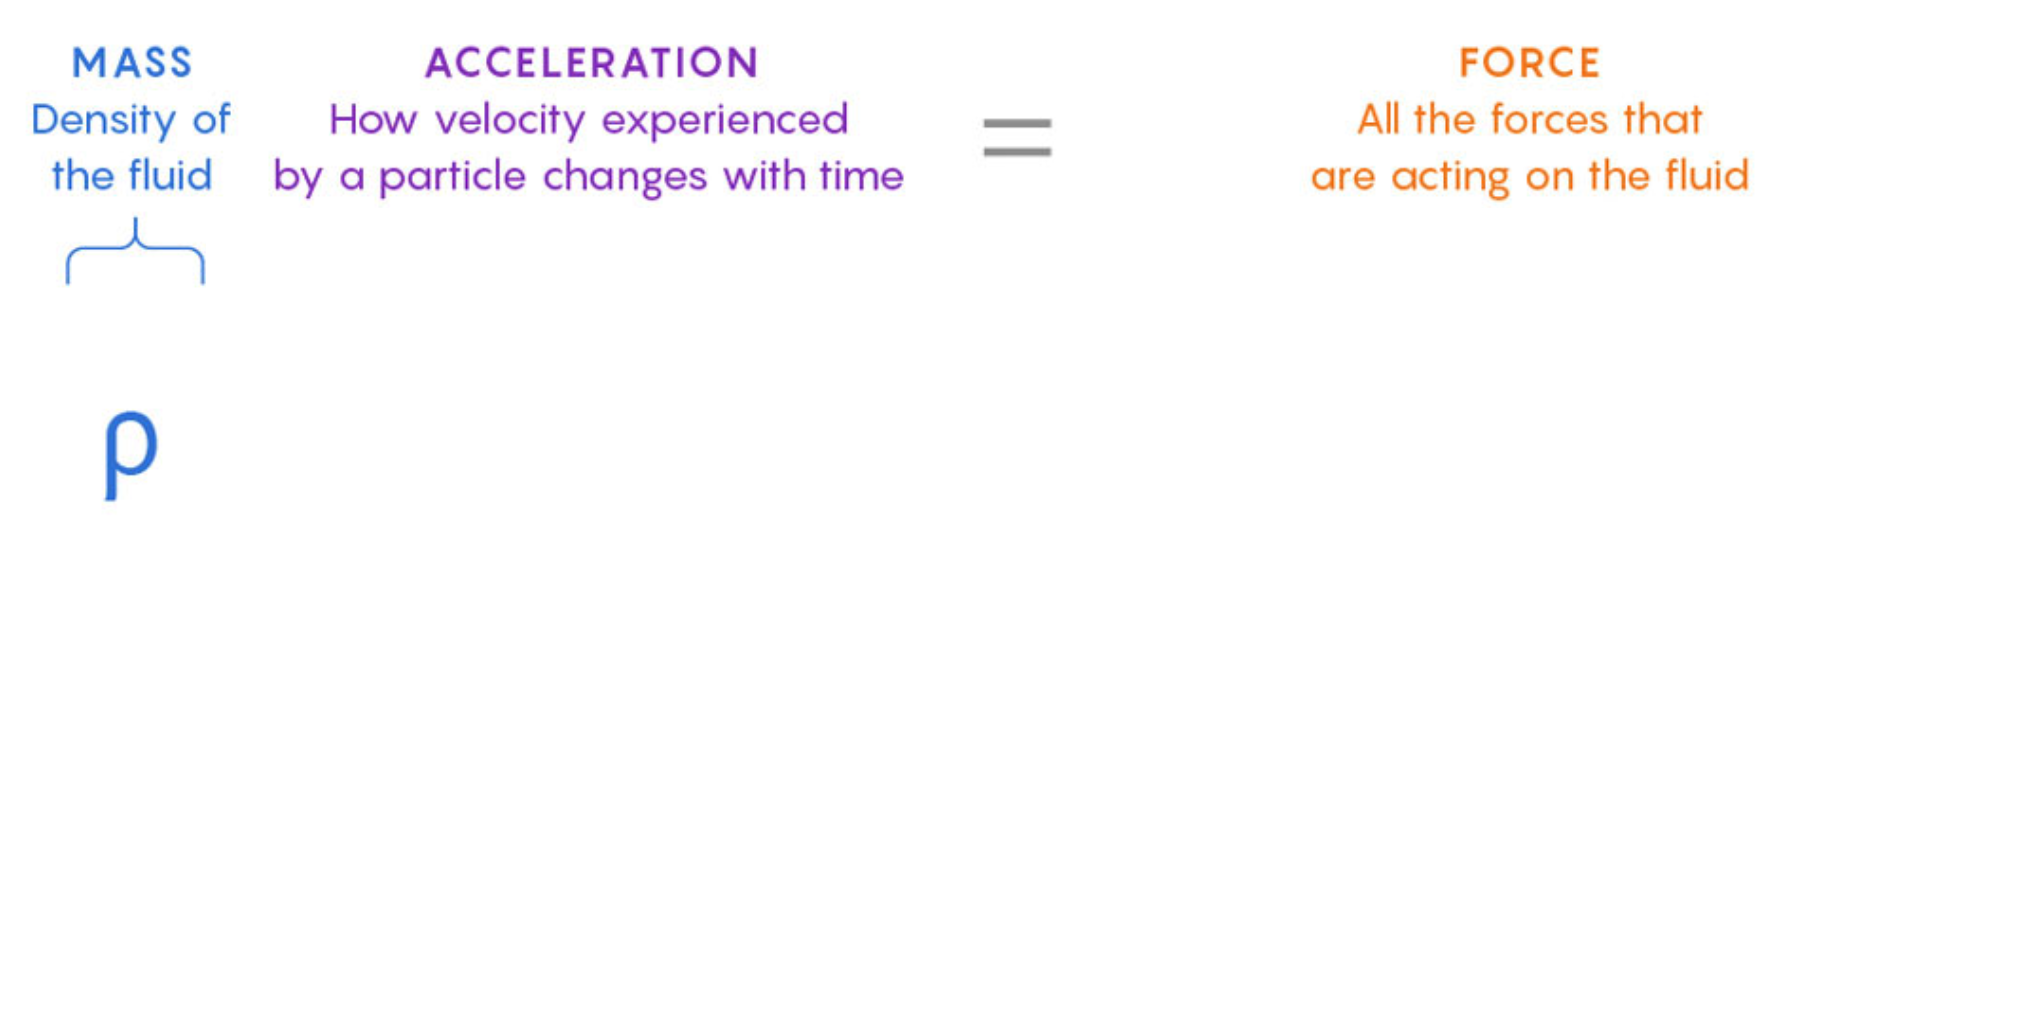 MASS
Density of
the fluid
ACCELERATION
How velocity experienced
by a particle changes with time
=
FORCE
All the forces that
are acting on the fluid
ρ